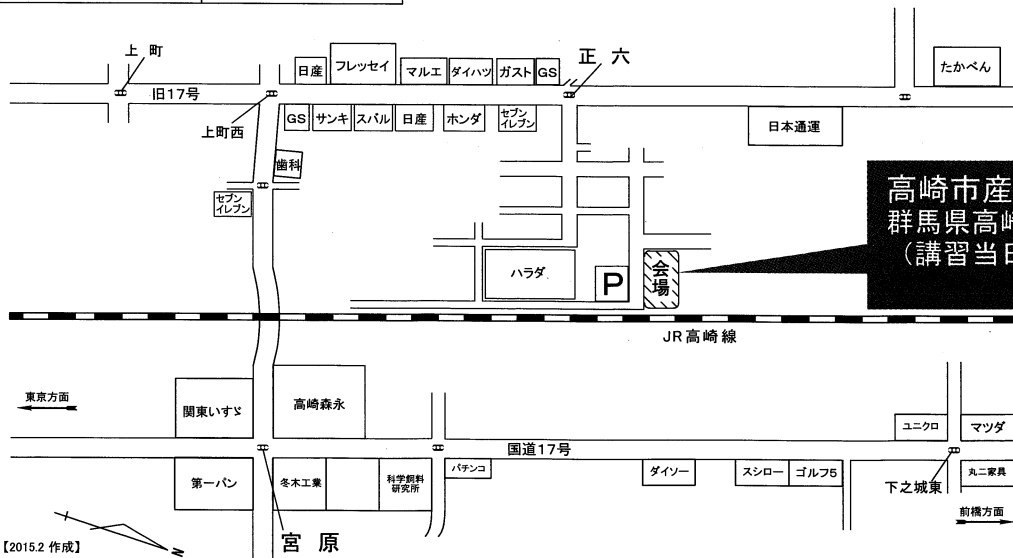 上 町
旧17号
上町西
日産
フレッセイ
マルエ
ダイハツ
ガスト
GS
正 六
たかべん
GS
サンキ
スバル
日産
ホンダ
セブン
イレブン
日本通運
歯科
セブン
イレブン
高崎市産
群馬県高崎
(講習当日
ハラダ
P
会場
JR高崎線
東京方面
関東いすゞ
高崎森永
国道17号
ユニクロ
マツダ
第一パン
冬木工業
科学飼料
研究所
パチンコ
ダイソー
スシロー
ゴルフ5
下之城東
丸二家具
前橋方面
宮 原
N
【2015.2 作成】